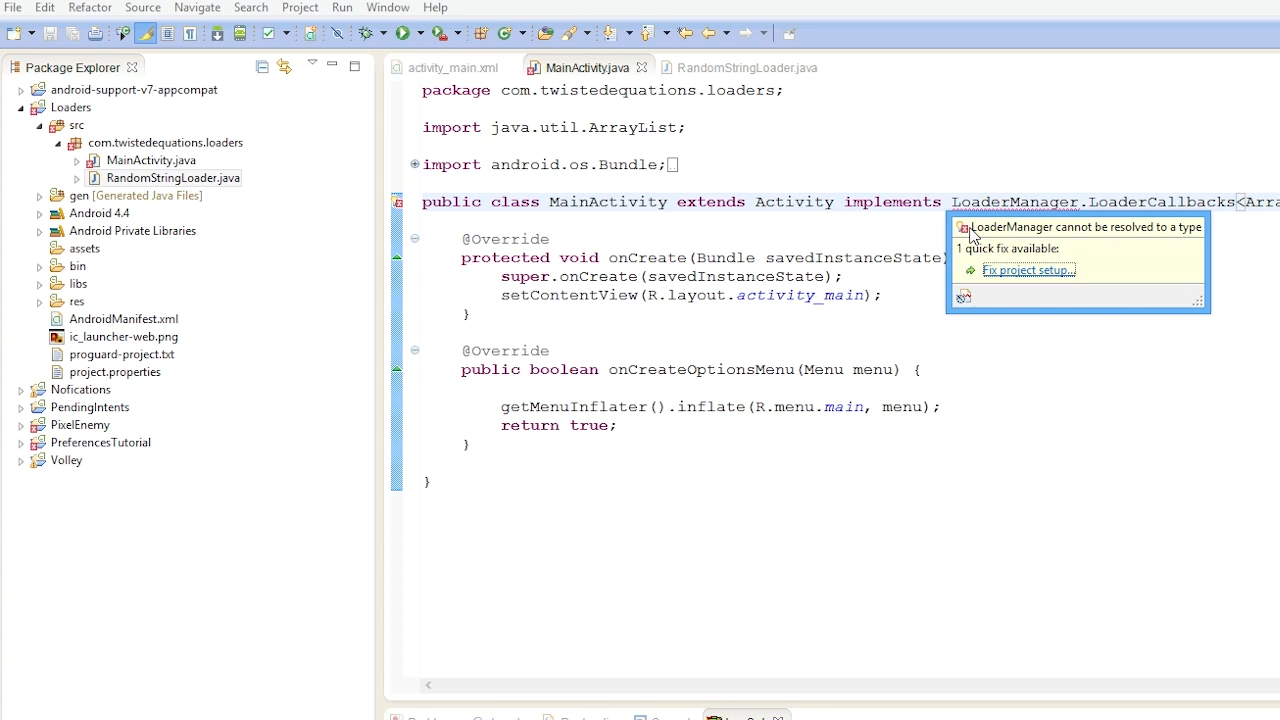 File Edit Refactor Source Navigate Search Project Run Window Help
Package Explorer
android-support-v7-appcompat
Loaders
src
com.twistedequations.loaders
MainActivity.java
RandomStringLoader.java
gen [Generated Java Files]
Android 4.4
Android Private Libraries
assets
bin
libs
res
AndroidManifest.xml
ic_launcher-web.png
proguard-project.txt
project.properties
Nofications
PendingIntents
PixelEnemy
PreferencesTutorial
Volley
activity_main.xml MainActivity.java RandomStringLoader.java
package com.twistedequations.loaders;
import java.util.ArrayList;
import android.os.Bundle;
public class MainActivity extends Activity implements LoaderManager.LoaderCallbacks<Arra
@Override
protected void onCreate(Bundle savedInstanceState)
super.onCreate(savedInstanceState);
setContentView(R.layout.activity_main);
}
@Override
public boolean onCreateOptionsMenu(Menu menu) {
getMenuInflater().inflate(R.menu.main, menu);
return true;
}
}
LoaderManager cannot be resolved to a type
1 quick fix available:
Fix project setup...